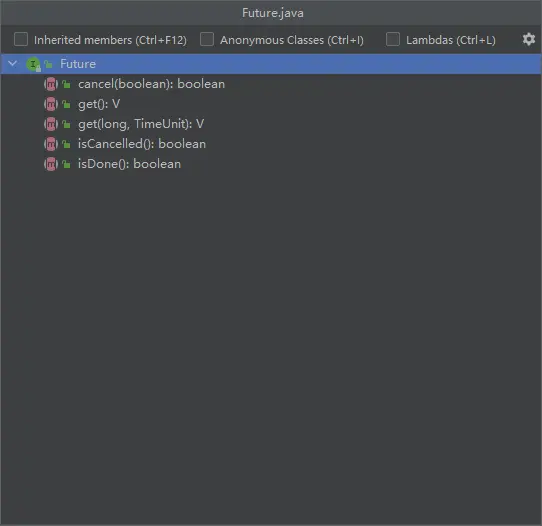 Future.java
Inherited members (Ctrl+F12) Anonymous Classes (Ctrl+I) Lambdas (Ctrl+L)
I Future
m cancel(boolean): boolean
m get(): V
m get(long, TimeUnit): V
m isCancelled(): boolean
m isDone(): boolean